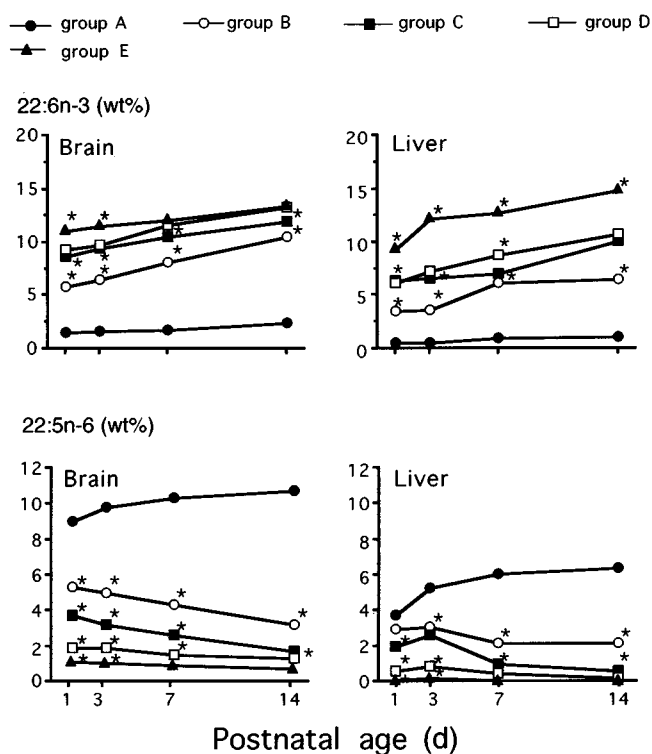 group A group B group C group D
group E
22:6n-3 (wt%)
20 Brain 20 Liver
15 15
10 10
5 5
0 0
22:5n-6 (wt%)
12 Brain 12 Liver
10 10
8 8
6 6
4 4
2 2
0 0
1 3 7 14 1 3 7 14
Postnatal age (d)